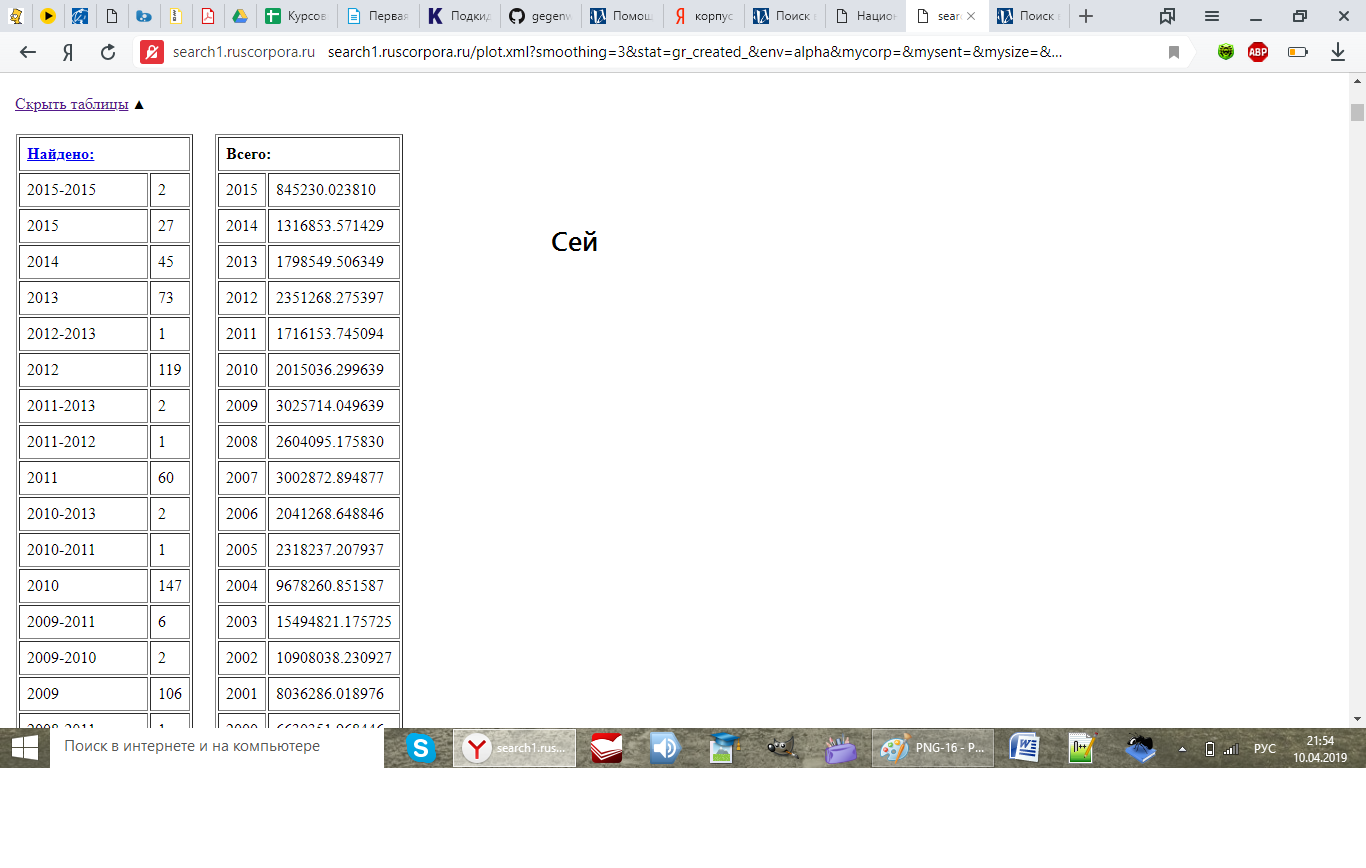 Курсов
Первая
Подкид
gegenw
Помощ
корпус
Поиск
Национ
searc
Поиск
search1.ruscorpora.ru search1.ruscorpora.ru/plot.xml?smoothing=3&stat=gr_created_&env=alpha&mycorp=&mysent=&mysize=&...
ABP
Скрыть таблицы ▲
Найдено: Всего:
2015-2015 2 2015 845230.023810
2015 27 2014 1316853.571429
Сей
2014 45 2013 1798549.506349
2013 73 2012 2351268.275397
2012-2013 1 2011 1716153.745094
2012 119 2010 2015036.299639
2011-2013 2 2009 3025714.049639
2011-2012 1 2008 2604095.175830
2011 60 2007 3002872.894877
2010-2013 2 2006 2041268.648846
2010-2011 1 2005 2318237.207937
2010 147 2004 9678260.851587
2009-2011 6 2003 15494821.175725
2009-2010 2 2002 10908038.230927
2009 106 2001 8036286.018976
Поиск в интернете и на компьютере
search1.rus...
PNG-16 - P...
РУС
21:54
10.04.2019